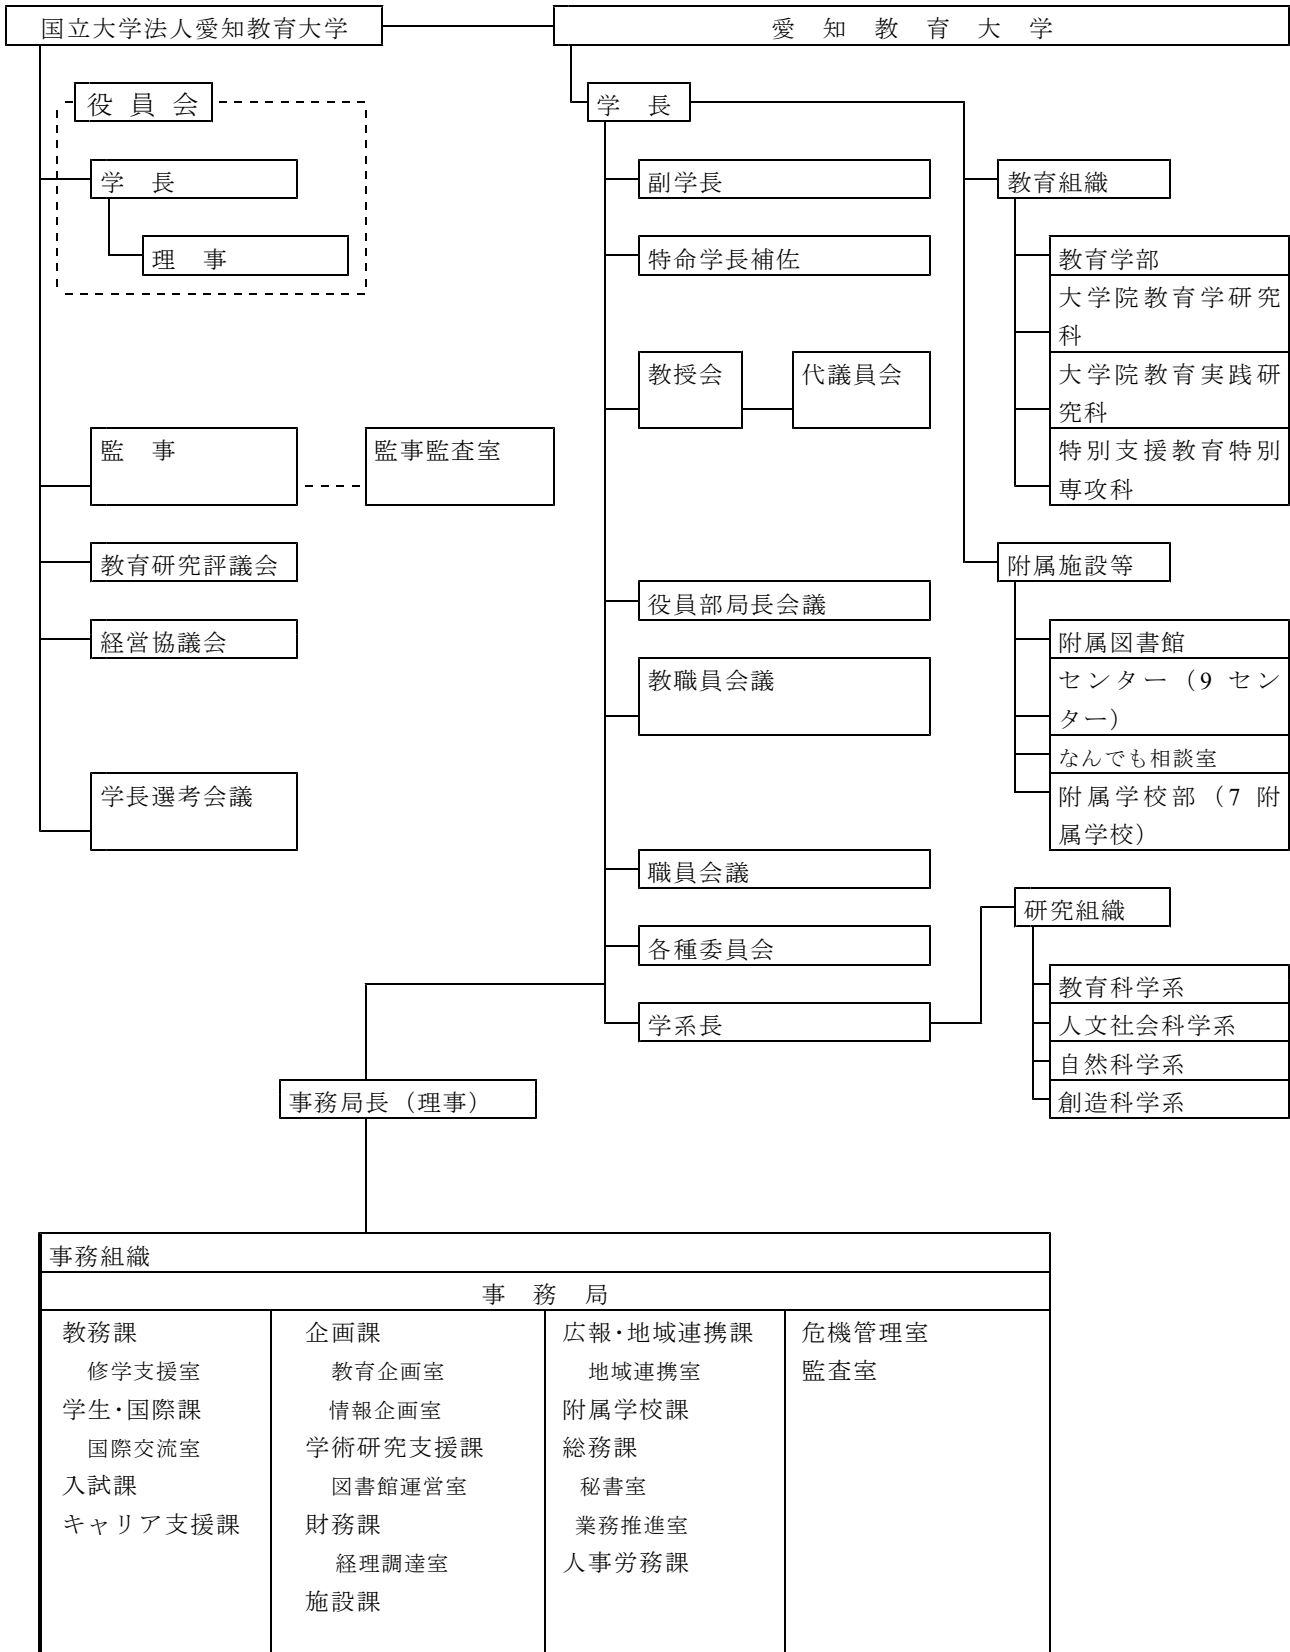 国立大学法人愛知教育大学
愛 知 教 育 大 学
役 員 会
学 長
理 事
監 事
監事監査室
教育研究評議会
経営協議会
学長選考会議
学 長
副学長
特命学長補佐
教授会
代議員会
役員部局長会議
教職員会議
職員会議
各種委員会
学系長
教育組織
教育学部
大学院教育学研究
科
大学院教育実践研
究科
特別支援教育特別
専攻科
附属施設等
附属図書館
センター（9 セン
ター）
なんでも相談室
附属学校部（7 附
属学校）
研究組織
教育科学系
人文社会科学系
自然科学系
創造科学系
事務局長（理事）
事務組織
事 務 局
教務課
修学支援室
学生・国際課
国際交流室
入試課
キャリア支援課
企画課
教育企画室
情報企画室
学術研究支援課
図書館運営室
財務課
経理調達室
施設課
広報・地域連携課
地域連携室
附属学校課
総務課
秘書室
業務推進室
人事労務課
危機管理室
監査室